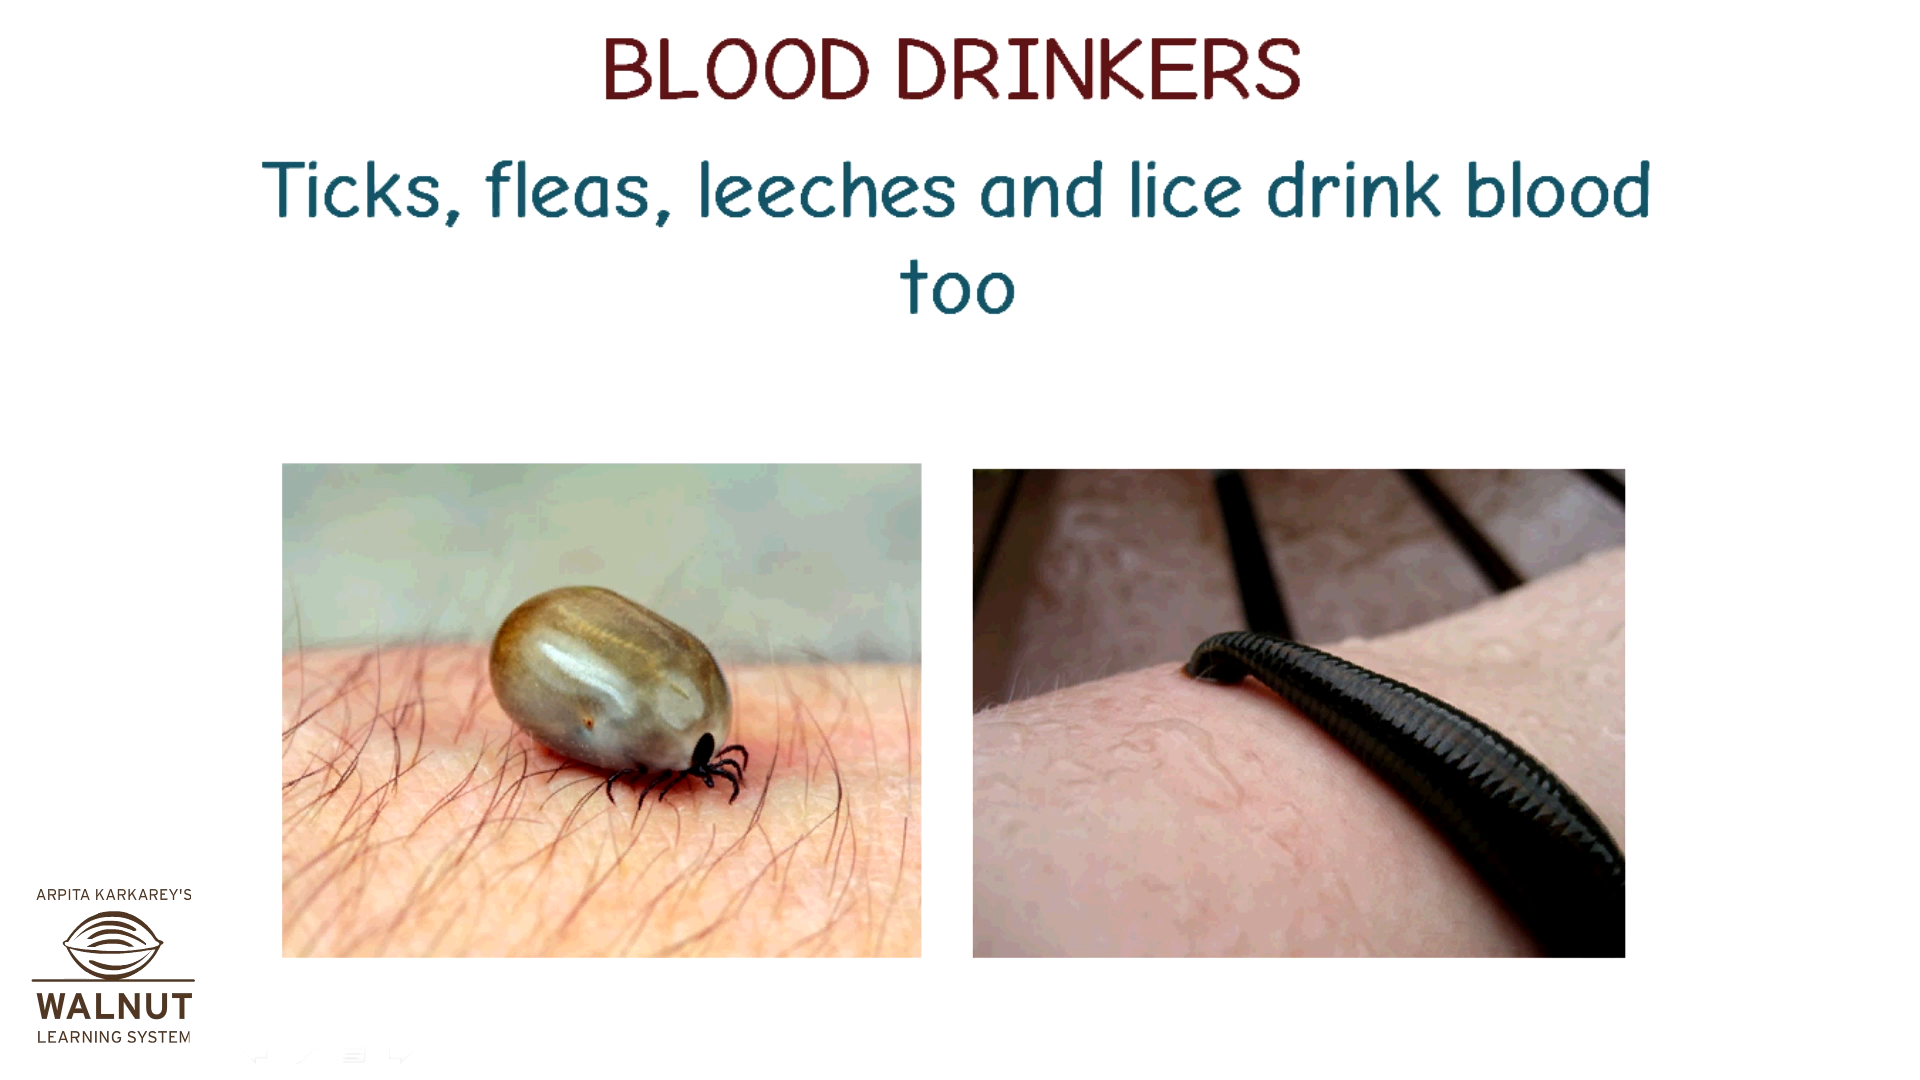 BLOOD DRINKERS
Ticks, fleas, leeches and lice drink blood
too
ARPITA KARKAREY'S
WALNUT
LEARNING SYSTEM